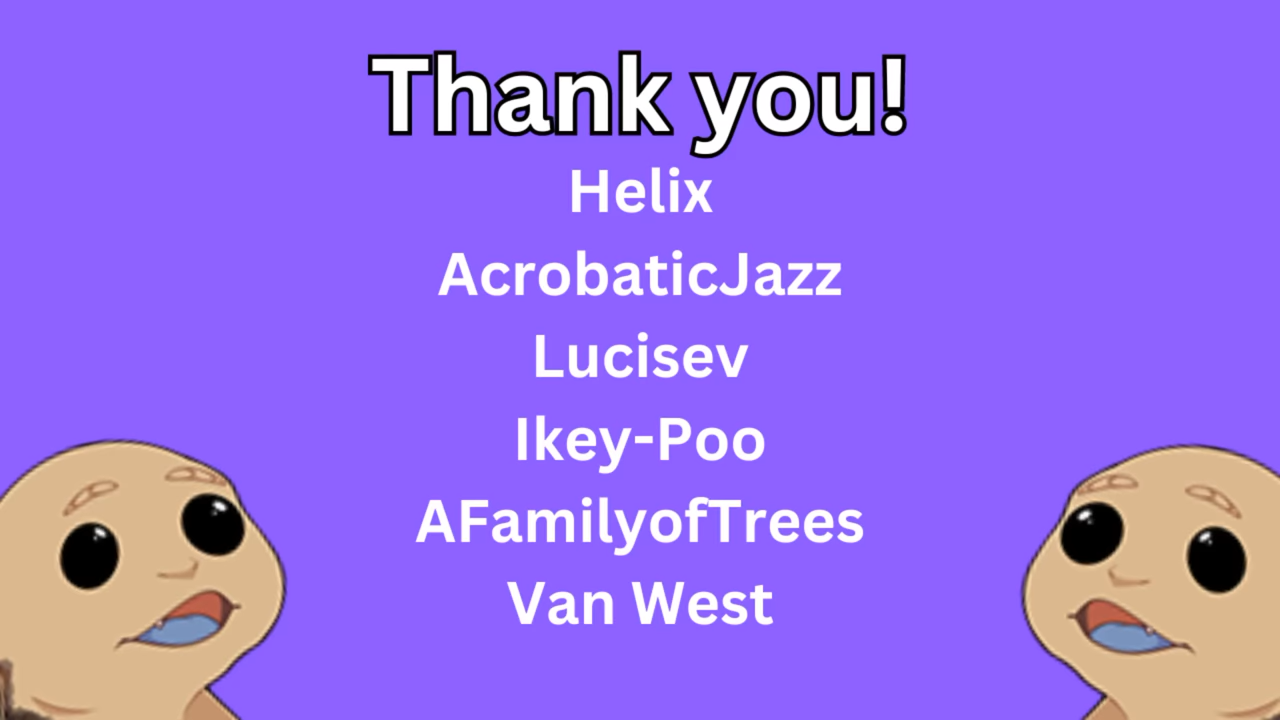 Thank you!
Helix
AcrobaticJazz
Lucisev
Ikey-Poo
AFamilyofTrees
Van West